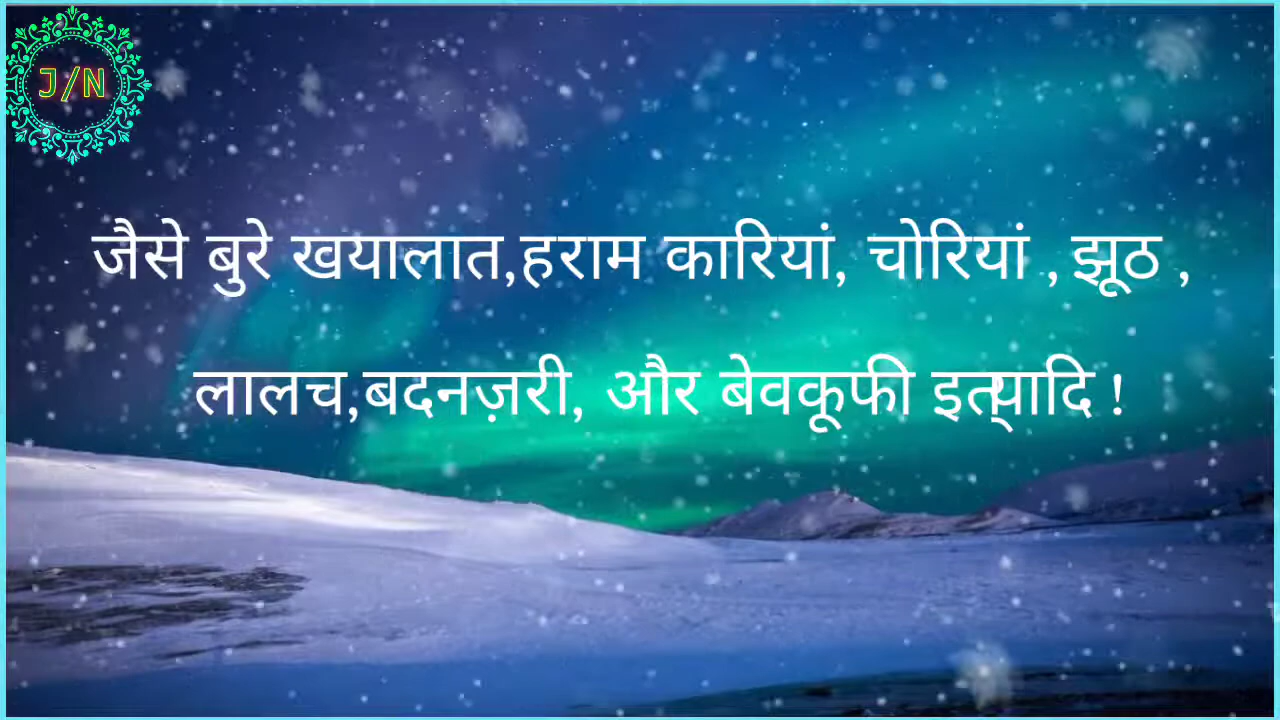 J/N
जैसे बुरे खयालात,हराम कारियां, चोरियां , झूठ ,
लालच,बदनज़री, और बेवकूफी इत्यादि !